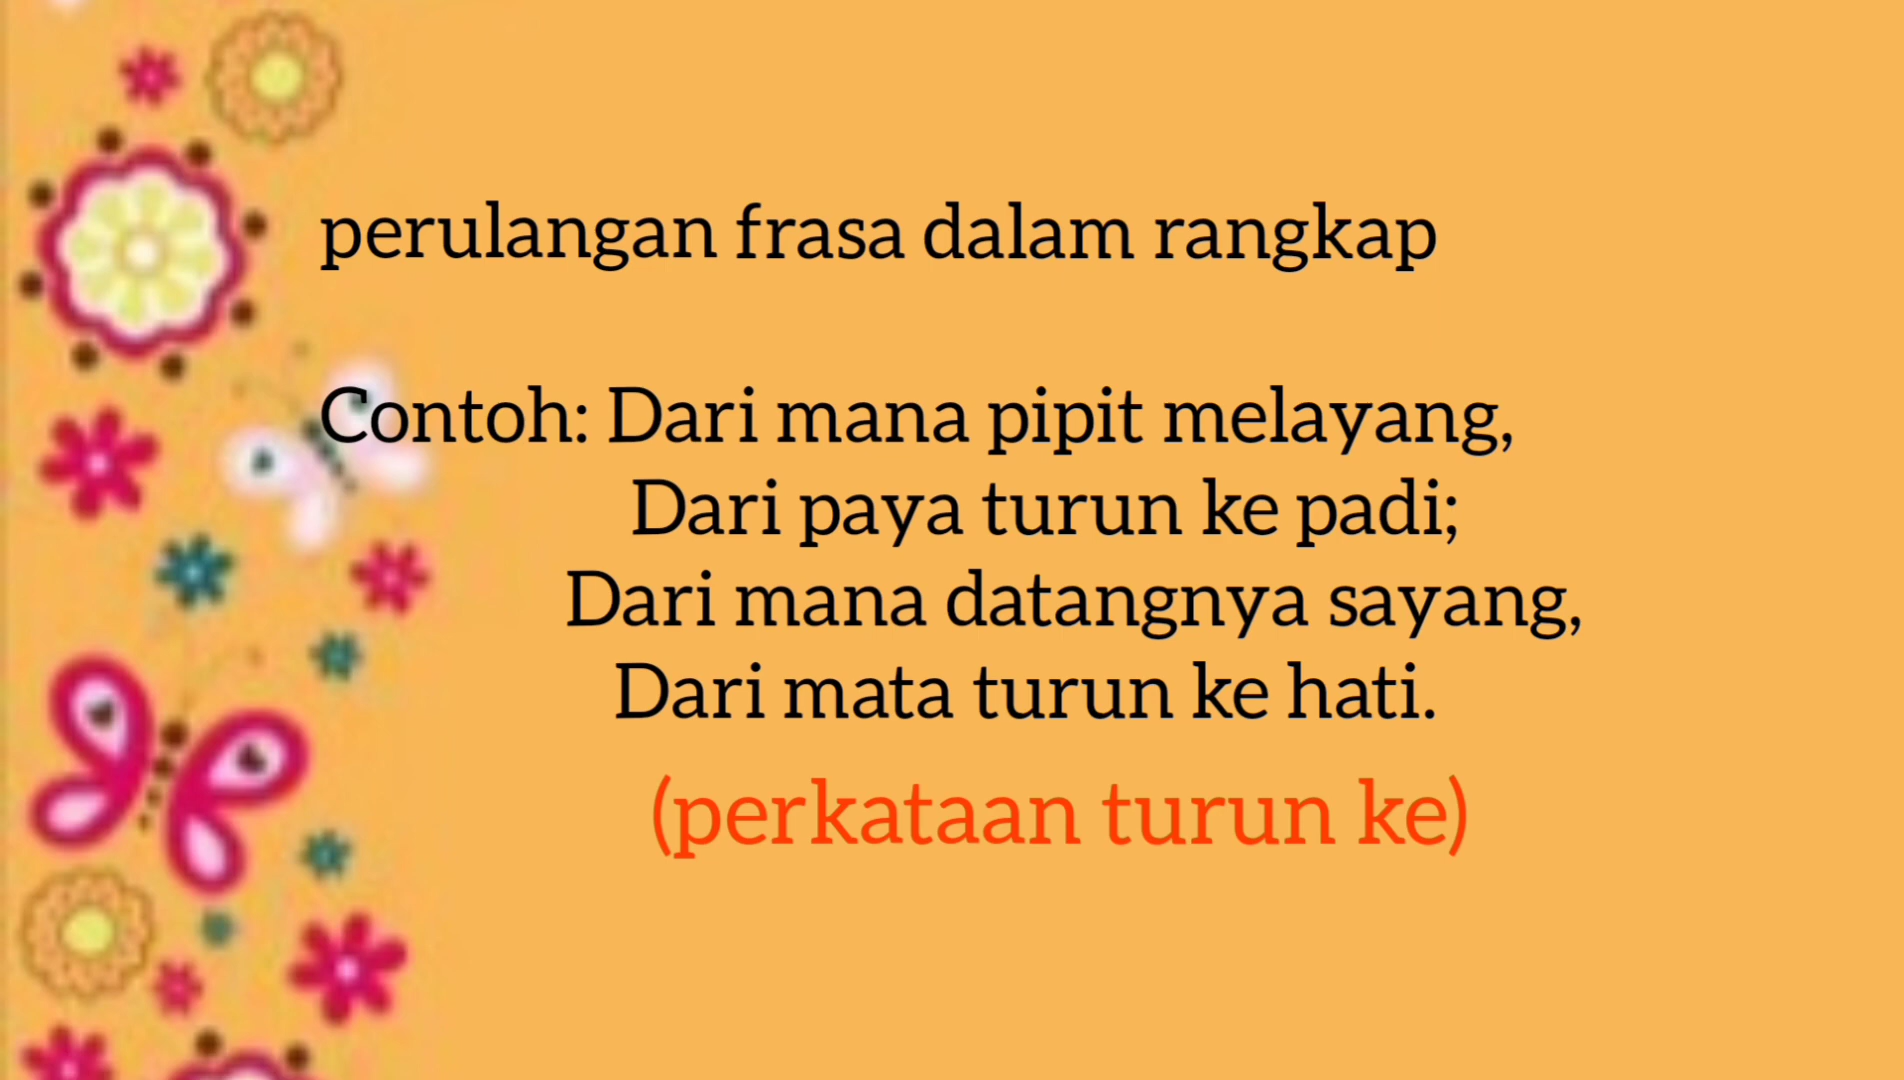 perulangan frasa dalam rangkap
Contoh: Dari mana pipit melayang,
Dari paya turun ke padi;
Dari mana datangnya sayang,
Dari mata turun ke hati.
(perkataan turun ke)